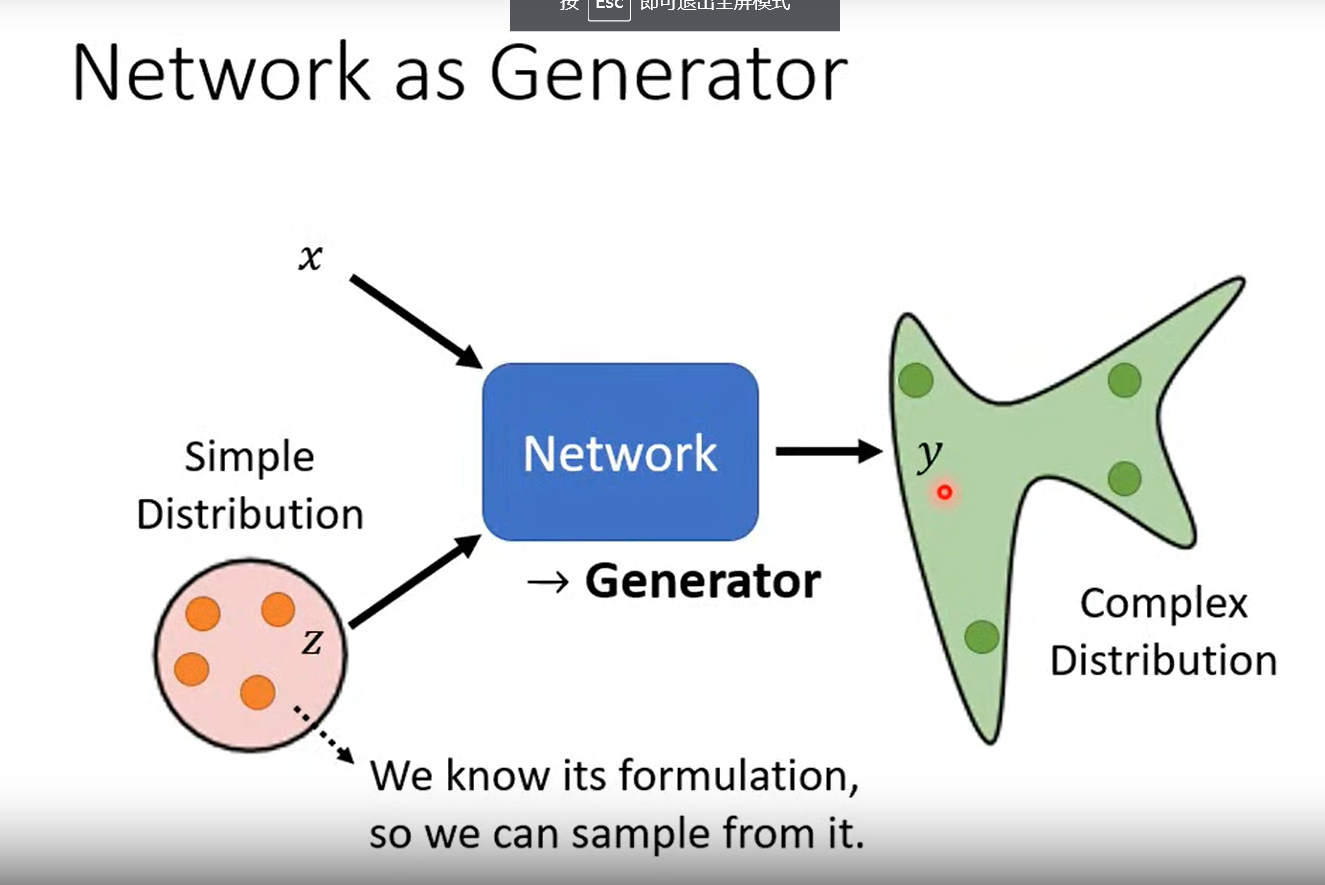 按 Esc 即可退出全屏模式
Network as Generator
x
Simple
Distribution
z
Network
→ Generator
y
Complex
Distribution
We know its formulation,
so we can sample from it.